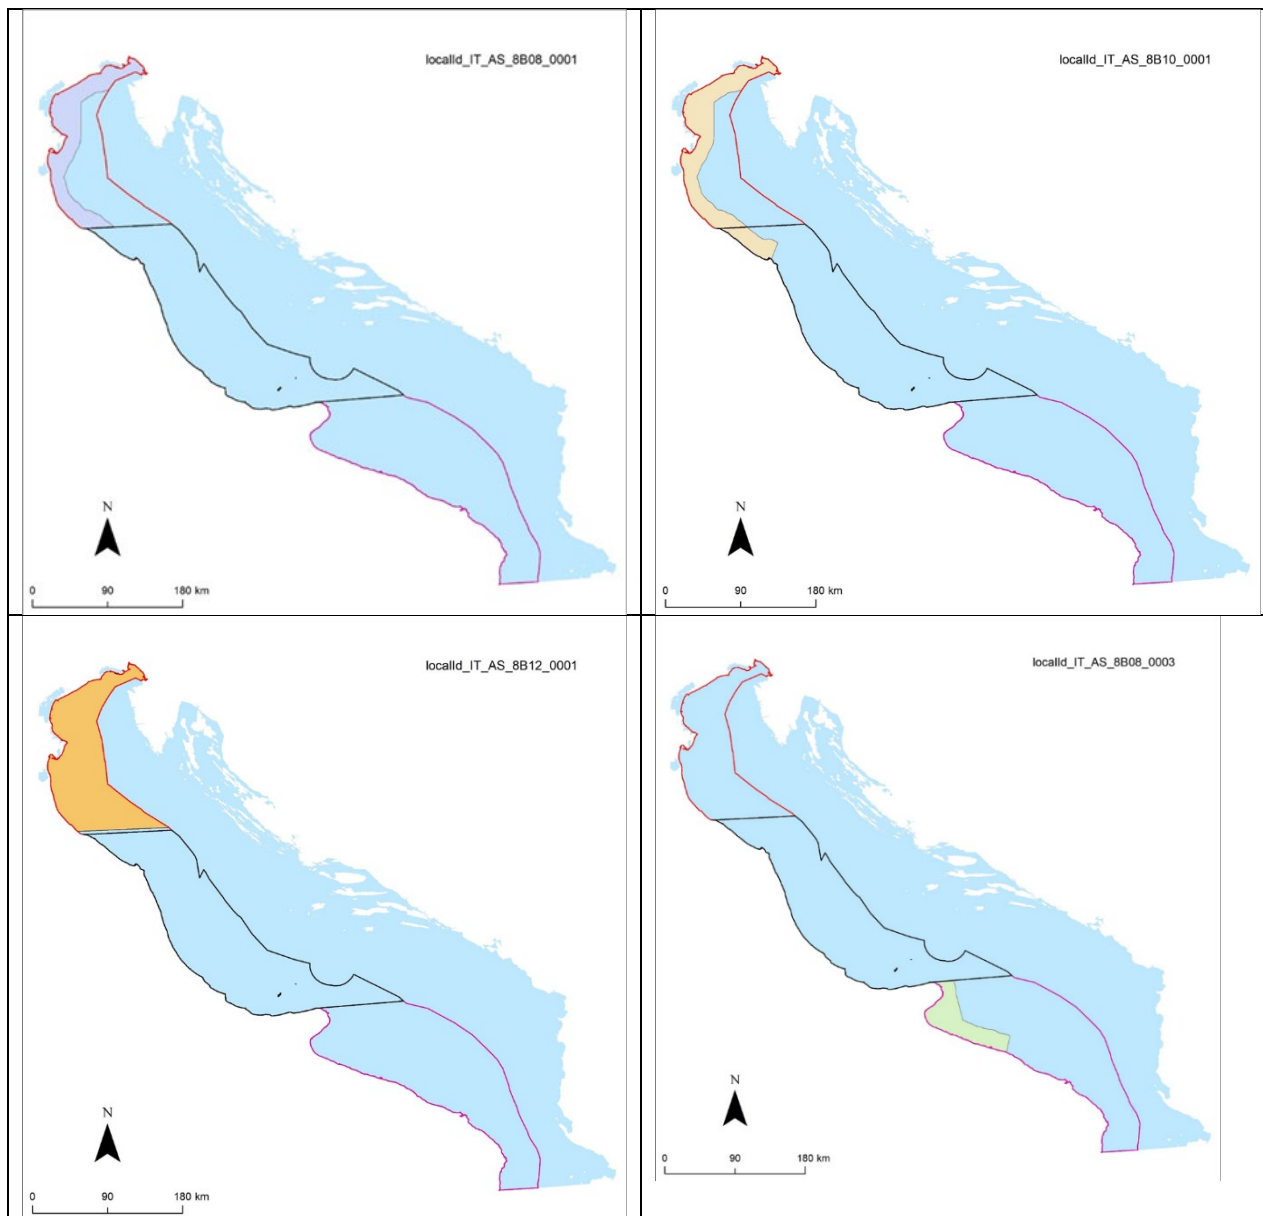 localId_IT_AS_8B08_0001
N
0 90 180 km
localId_IT_AS_8B10_0001
N
0 90 180 km
localId_IT_AS_8B12_0001
N
0 90 180 km
localId_IT_AS_8B08_0003
N
0 90 180 km